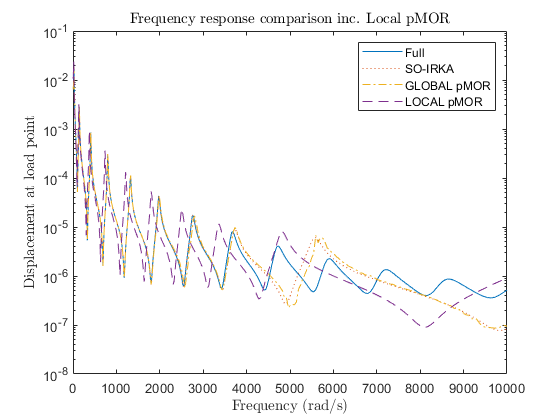 Frequency response comparison inc. Local pMOR
Full
SO-IRKA
GLOBAL pMOR
LOCAL pMOR
Displacement at load point
10^-1
10^-2
10^-3
10^-4
10^-5
10^-6
10^-7
10^-8
0 1000 2000 3000 4000 5000 6000 7000 8000 9000 10000
Frequency (rad/s)